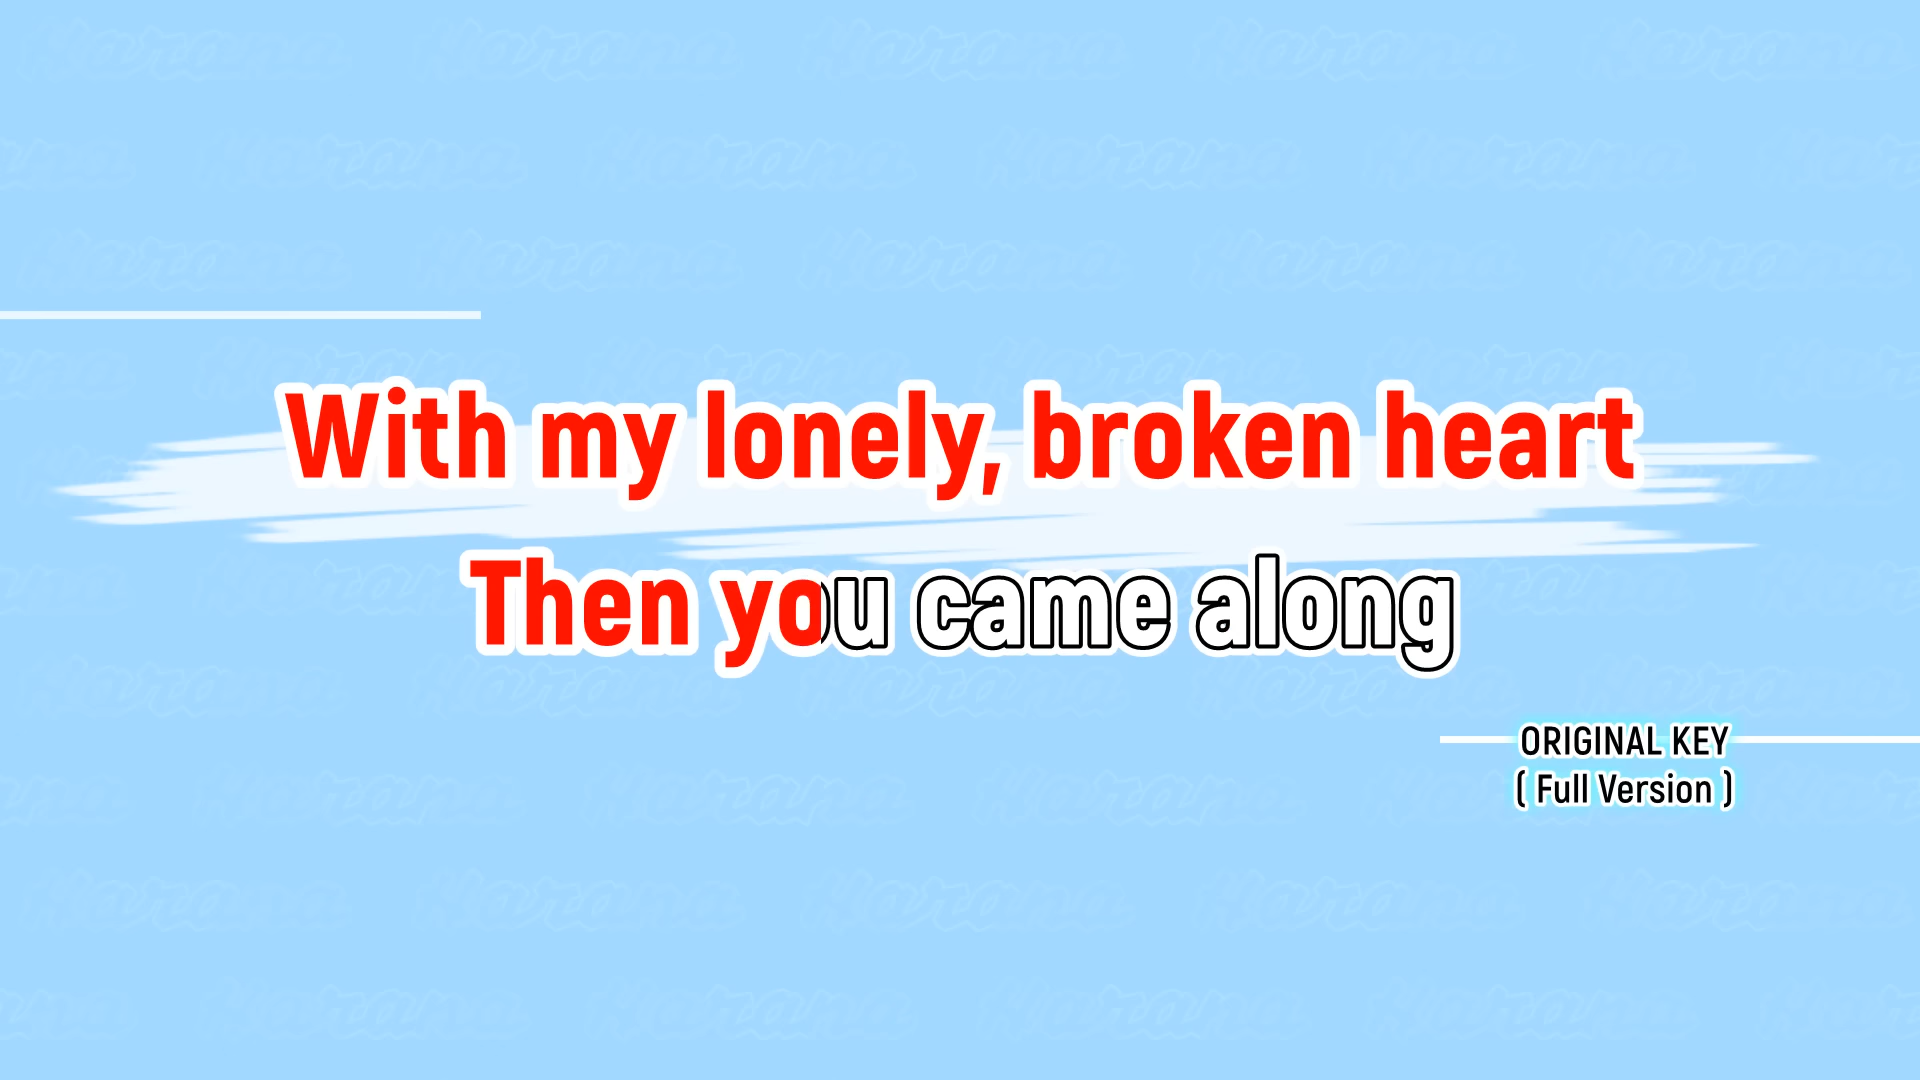 With my lonely, broken heart
Then you came along
ORIGINAL KEY
( Full Version )